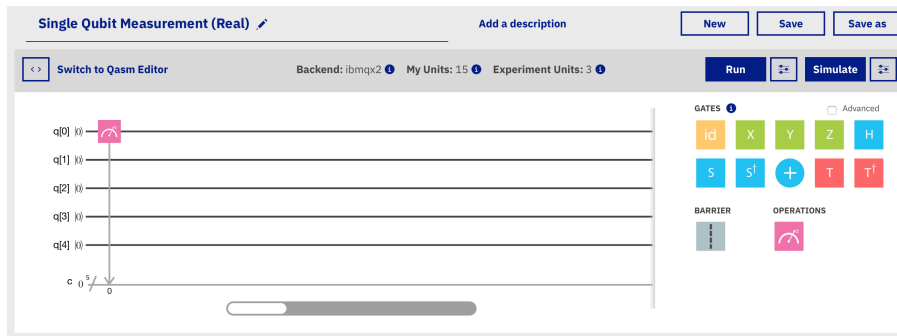 Single Qubit Measurement (Real) Add a description New Save Save as
Switch to Qasm Editor Backend: ibmqx2 My Units: 15 Experiment Units: 3 Run Simulate
GATES Advanced
id X Y Z H
S S† + T T†
BARRIER OPERATIONS
z
q[0] |0⟩
q[1] |0⟩
q[2] |0⟩
q[3] |0⟩
q[4] |0⟩
c 0 5
0